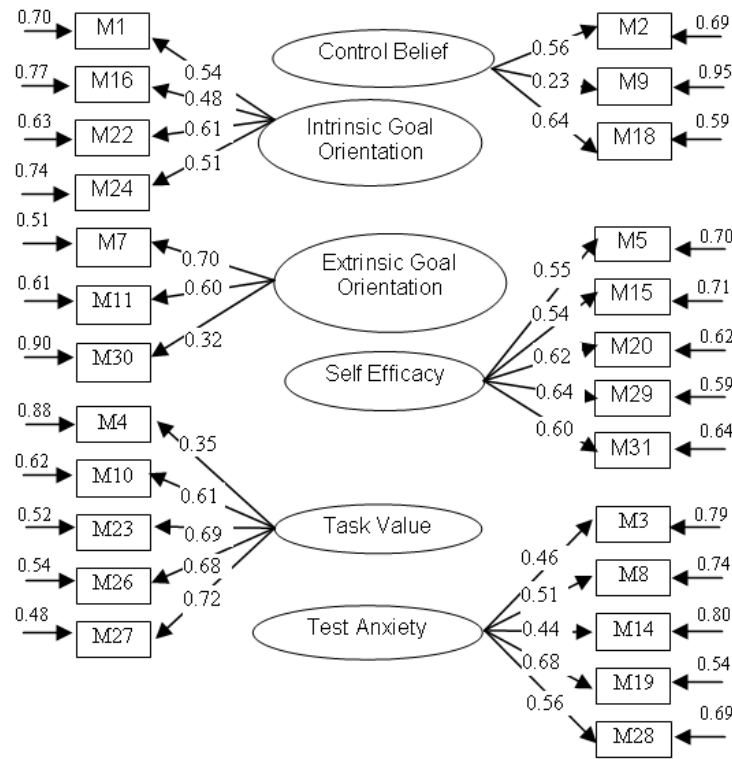 0.70
M1
0.54
0.77
M16
0.48
0.63
M22
0.61
0.74
M24
0.51
Intrinsic Goal
Orientation
Control Belief
0.56
M2
0.69
0.23
M9
0.95
0.64
M18
0.59
0.51
M7
0.70
0.61
M11
0.60
0.90
M30
0.32
Extrinsic Goal
Orientation
Self Efficacy
0.55
M5
0.70
0.54
M15
0.71
0.62
M20
0.62
0.64
M29
0.59
0.60
M31
0.64
0.88
M4
0.35
0.62
M10
0.61
0.52
M23
0.69
0.54
M26
0.68
0.48
M27
0.72
Task Value
Test Anxiety
0.46
M3
0.79
0.51
M8
0.74
0.44
M14
0.80
0.68
M19
0.54
0.56
M28
0.69